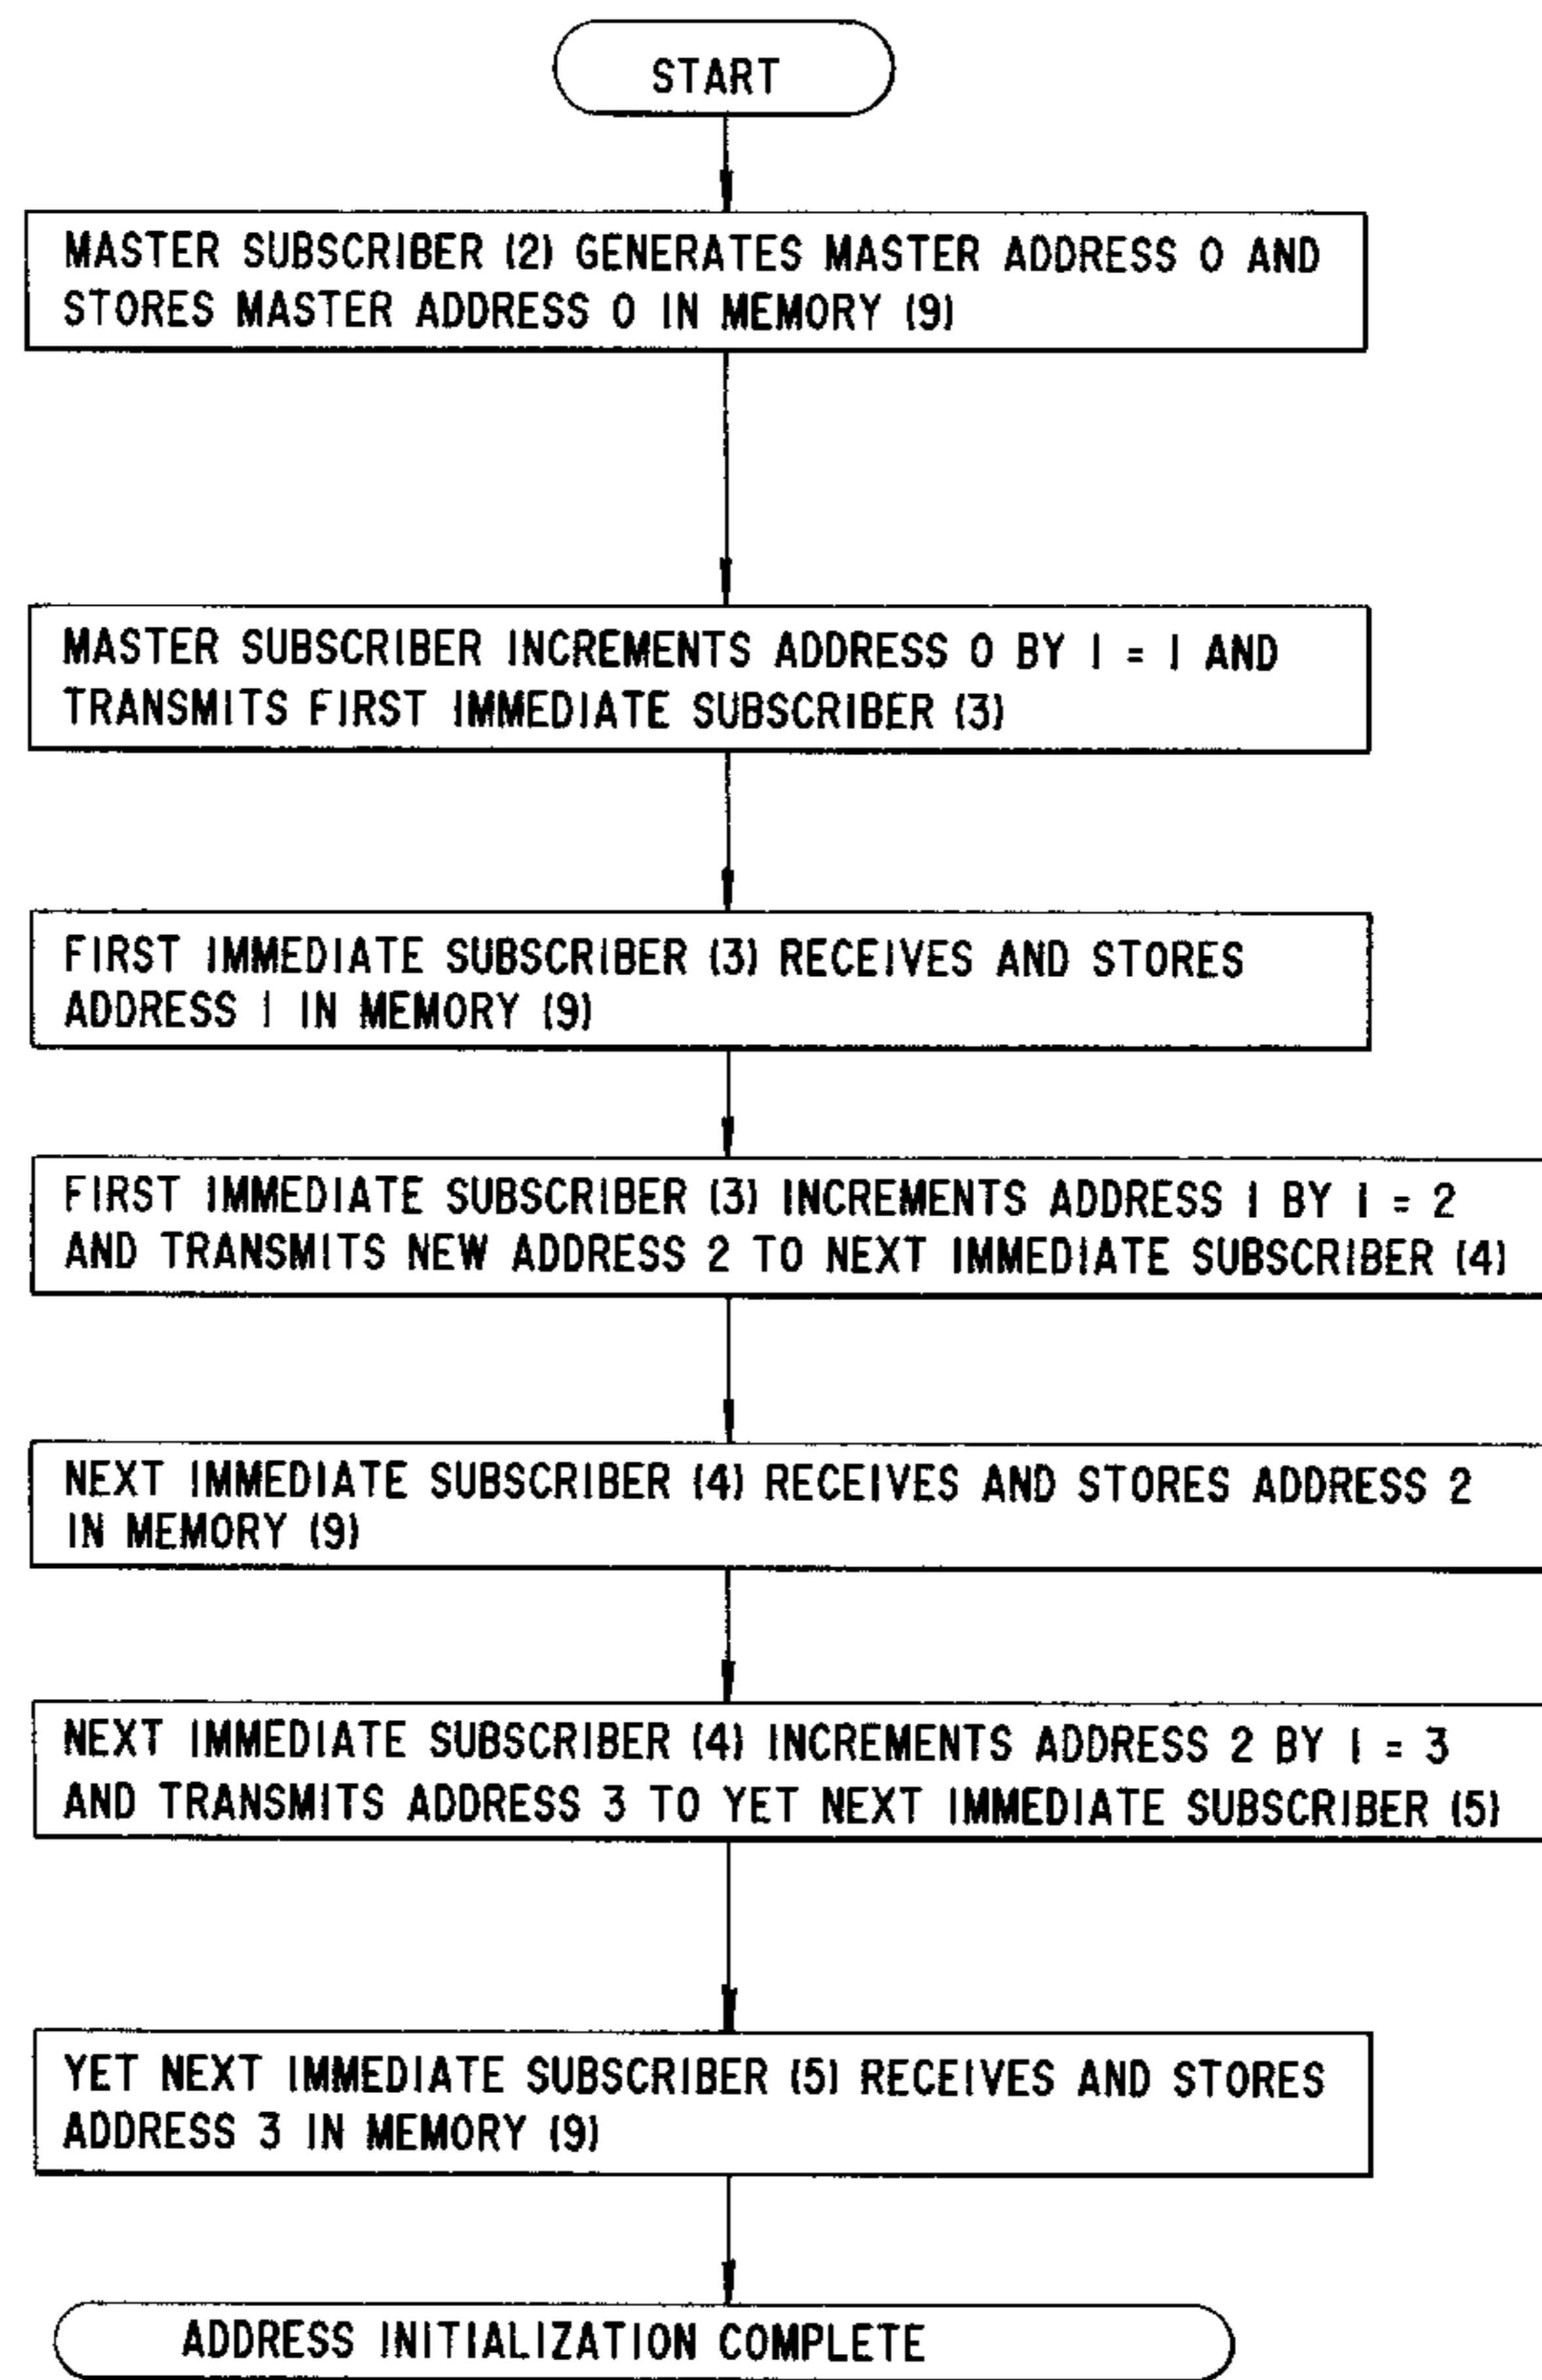 START
MASTER SUBSCRIBER (2) GENERATES MASTER ADDRESS 0 AND
STORES MASTER ADDRESS 0 IN MEMORY (9)
MASTER SUBSCRIBER INCREMENTS ADDRESS 0 BY 1 = 1 AND
TRANSMITS FIRST IMMEDIATE SUBSCRIBER (3)
FIRST IMMEDIATE SUBSCRIBER (3) RECEIVES AND STORES
ADDRESS 1 IN MEMORY (9)
FIRST IMMEDIATE SUBSCRIBER (3) INCREMENTS ADDRESS 1 BY 1 = 2
AND TRANSMITS NEW ADDRESS 2 TO NEXT IMMEDIATE SUBSCRIBER (4)
NEXT IMMEDIATE SUBSCRIBER (4) RECEIVES AND STORES ADDRESS 2
IN MEMORY (9)
NEXT IMMEDIATE SUBSCRIBER (4) INCREMENTS ADDRESS 2 BY 1 = 3
AND TRANSMITS ADDRESS 3 TO YET NEXT IMMEDIATE SUBSCRIBER (5)
YET NEXT IMMEDIATE SUBSCRIBER (5) RECEIVES AND STORES
ADDRESS 3 IN MEMORY (9)
ADDRESS INITIALIZATION COMPLETE